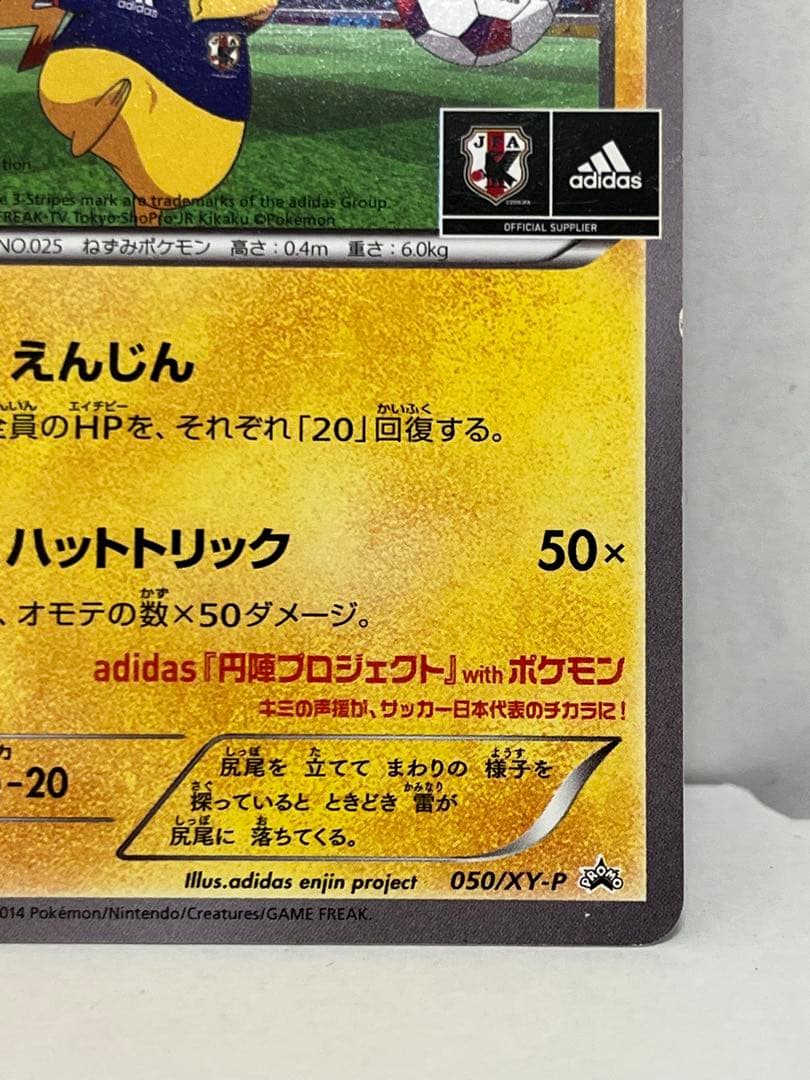 adidas
JFA
adidas
OFFICIAL SUPPLIER
tion
e 3-Stripes mark are trademarks of the adidas Group.
FREAK・TV Tokyo・ShoPro・JR Kikaku ©Pokémon
NO.025 ねずみポケモン 高さ：0.4m 重さ：6.0kg
えんじん
全員のHPを、それぞれ「20」回復する。
ハットトリック 50×
、オモテの数×50ダメージ。
adidas『円陣プロジェクト』with ポケモン
キミの声援が、サッカー日本代表のチカラに！
カ
-20
尻尾を 立てて まわりの 様子を
探っていると ときどき 雷が
尻尾に 落ちてくる。
Illus.adidas enjin project 050/XY-P PROMO
014 Pokémon/Nintendo/Creatures/GAME FREAK.